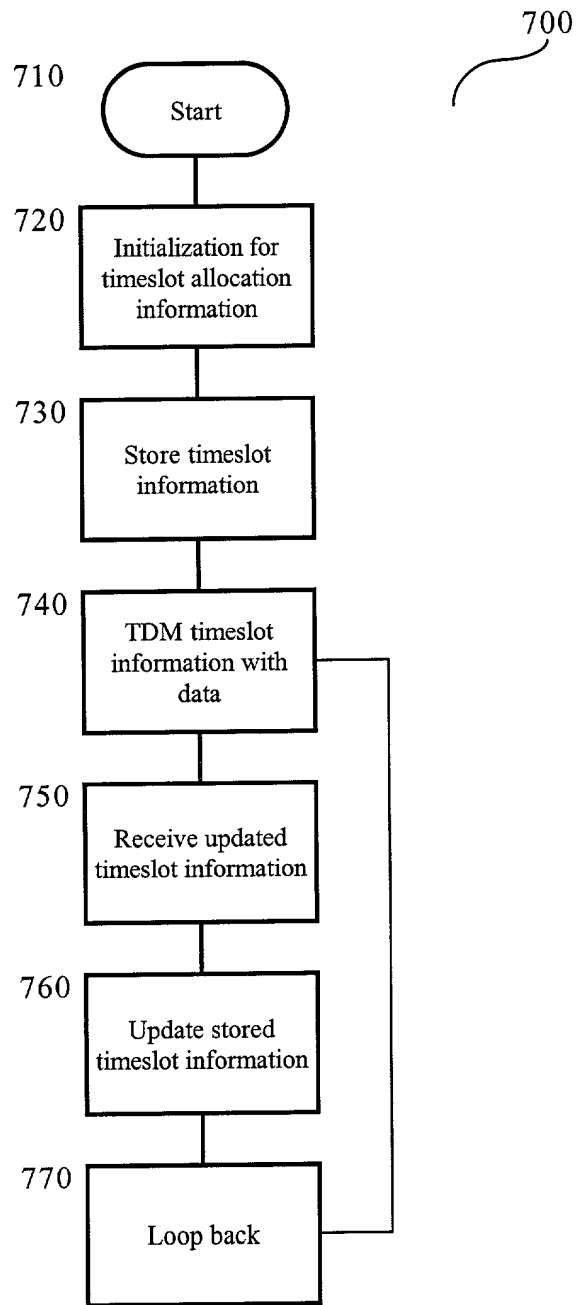 700
710
Start
720
Initialization for
timeslot allocation
information
730
Store timeslot
information
740
TDM timeslot
information with
data
750
Receive updated
timeslot information
760
Update stored
timeslot information
770
Loop back